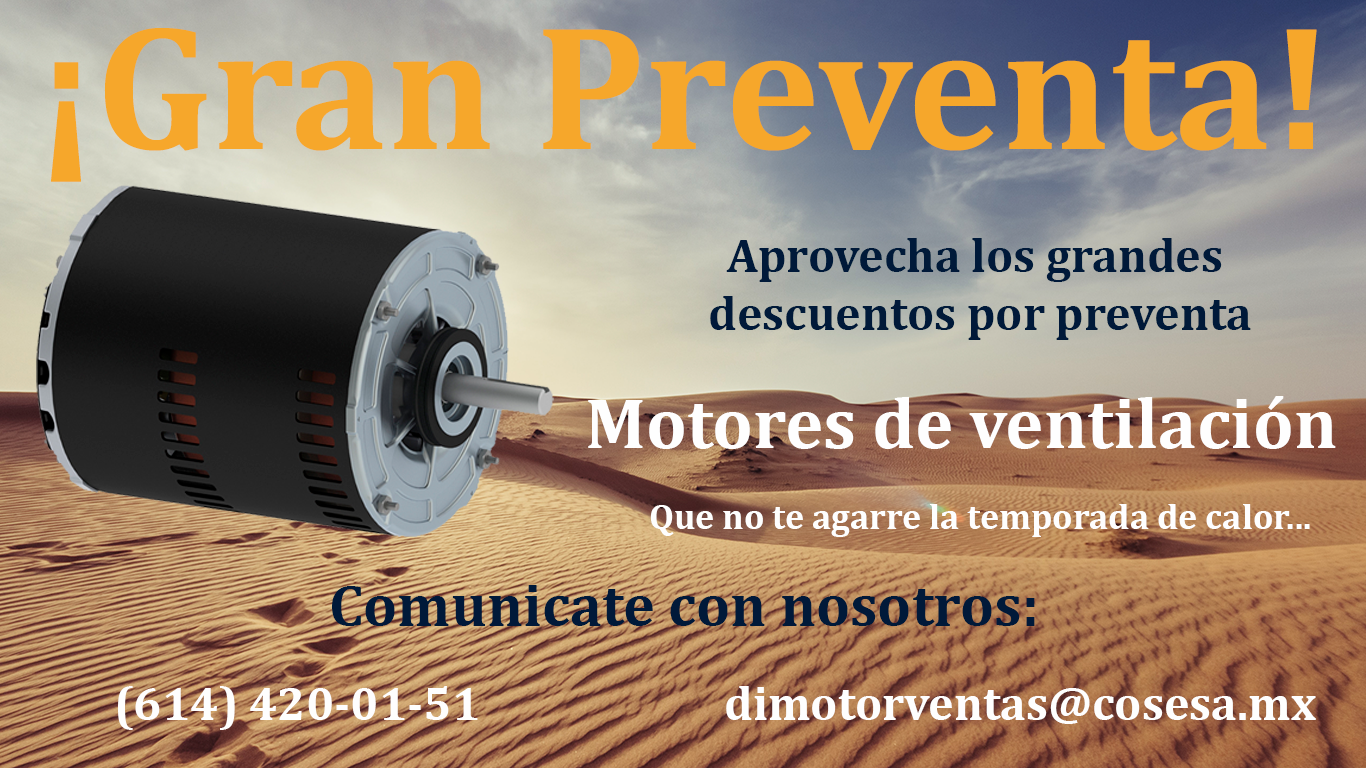 ¡Gran Preventa!
Aprovecha los grandes
descuentos por preventa
Motores de ventilación
Que no te agarre la temporada de calor...
Comunicate con nosotros:
(614) 420-01-51
dimotorventas@cosesa.mx